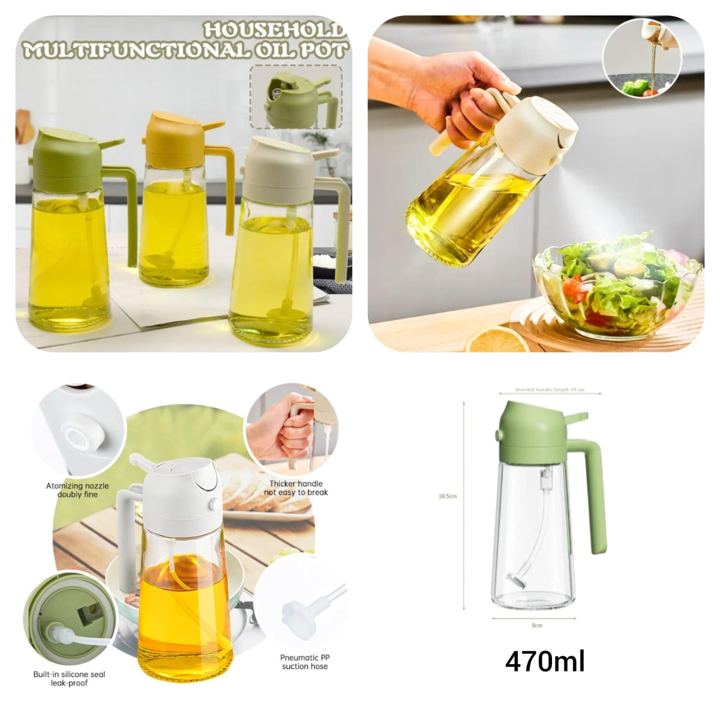 HOUSEHOLD
MULTIFUNCTIONAL OIL POT
Atomizing nozzle
doubly fine
Thicker handle
not easy to break
Built-in silicone seal
leak-proof
Pneumatic PP
suction hose
18.5cm
8cm
470ml